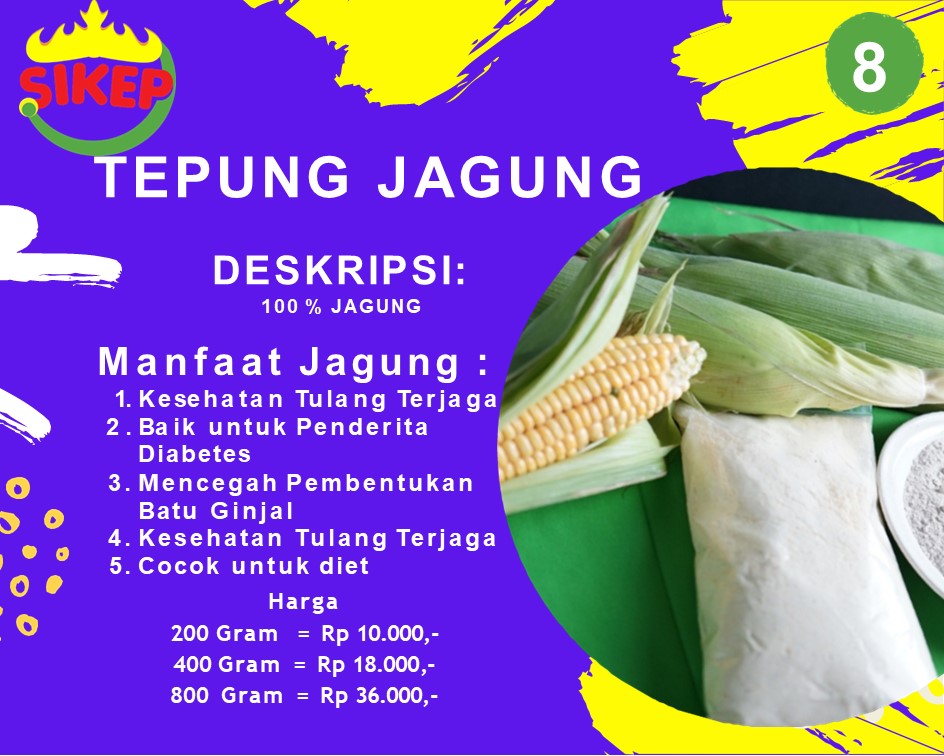 SIKEP
8
TEPUNG JAGUNG
DESKRIPSI:
100 % JAGUNG
Manfaat Jagung :
1. Kesehatan Tulang Terjaga
2. Baik untuk Penderita
Diabetes
3. Mencegah Pembentukan
Batu Ginjal
4. Kesehatan Tulang Terjaga
5. Cocok untuk diet
Harga
200 Gram = Rp 10.000,-
400 Gram = Rp 18.000,-
800 Gram = Rp 36.000,-